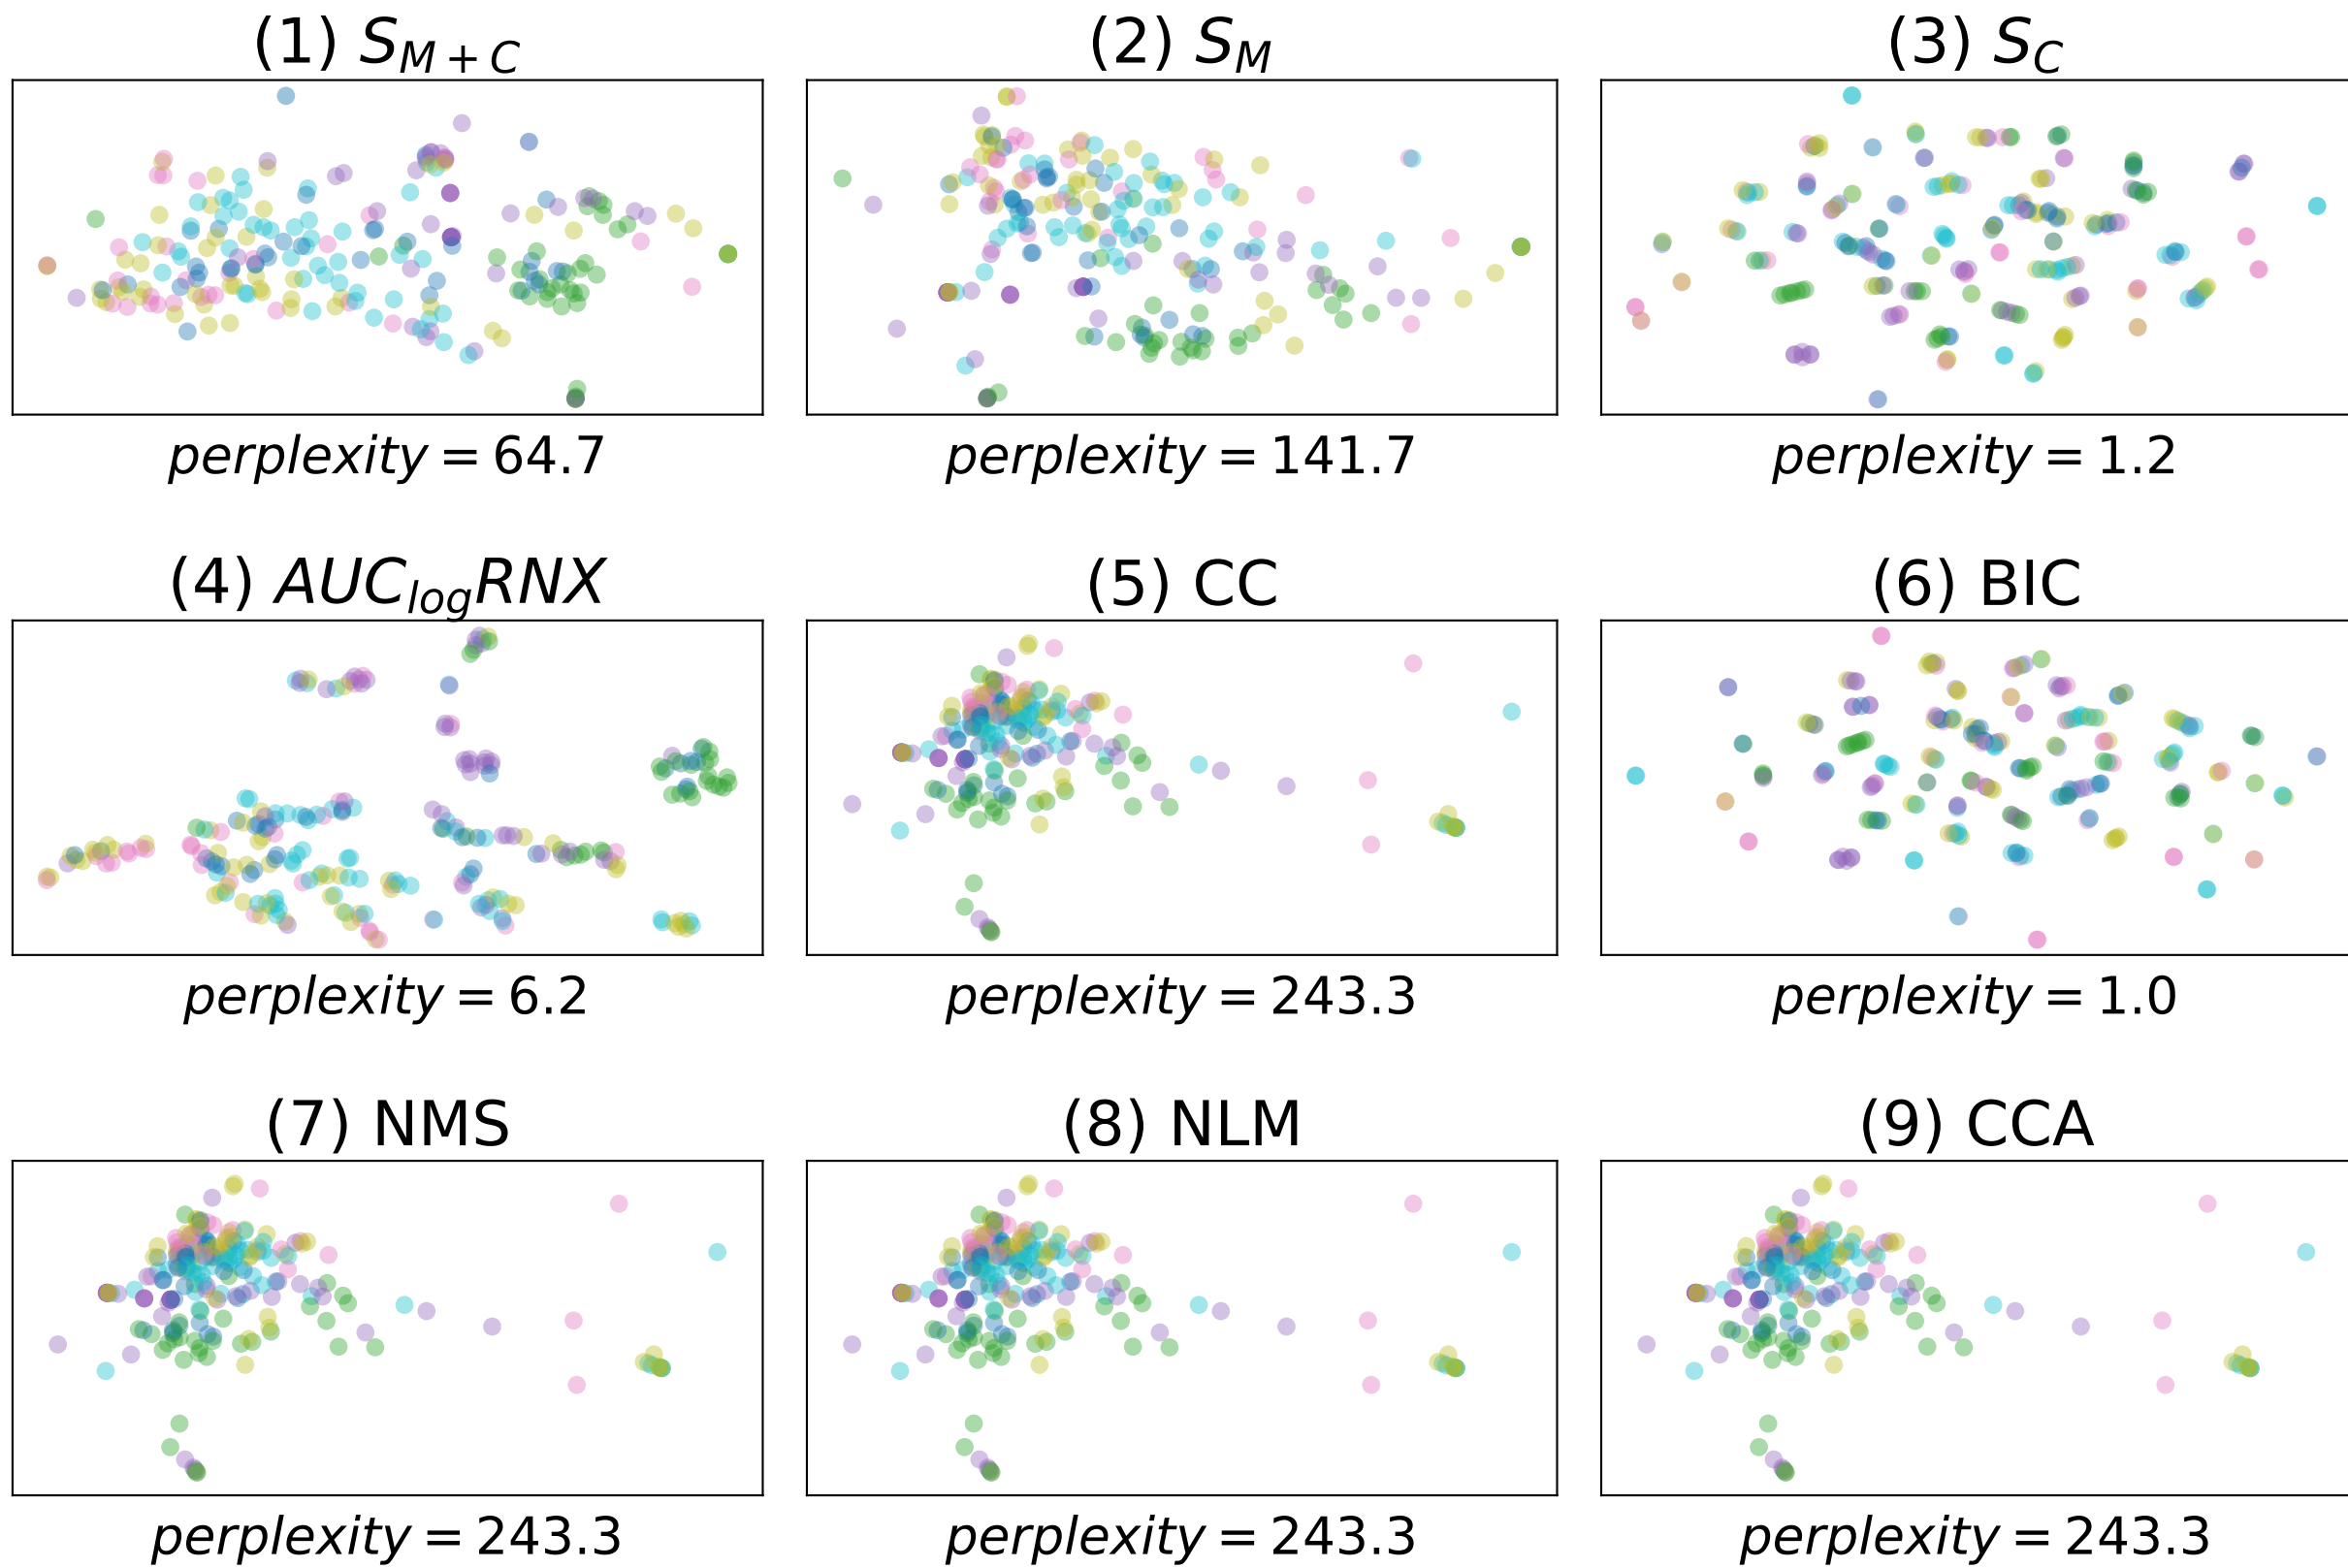 (1) S_{M+C} (2) S_M (3) S_C
perplexity = 64.7 perplexity = 141.7 perplexity = 1.2
(4) AUC_{log}RNX (5) CC (6) BIC
perplexity = 6.2 perplexity = 243.3 perplexity = 1.0
(7) NMS (8) NLM (9) CCA
perplexity = 243.3 perplexity = 243.3 perplexity = 243.3